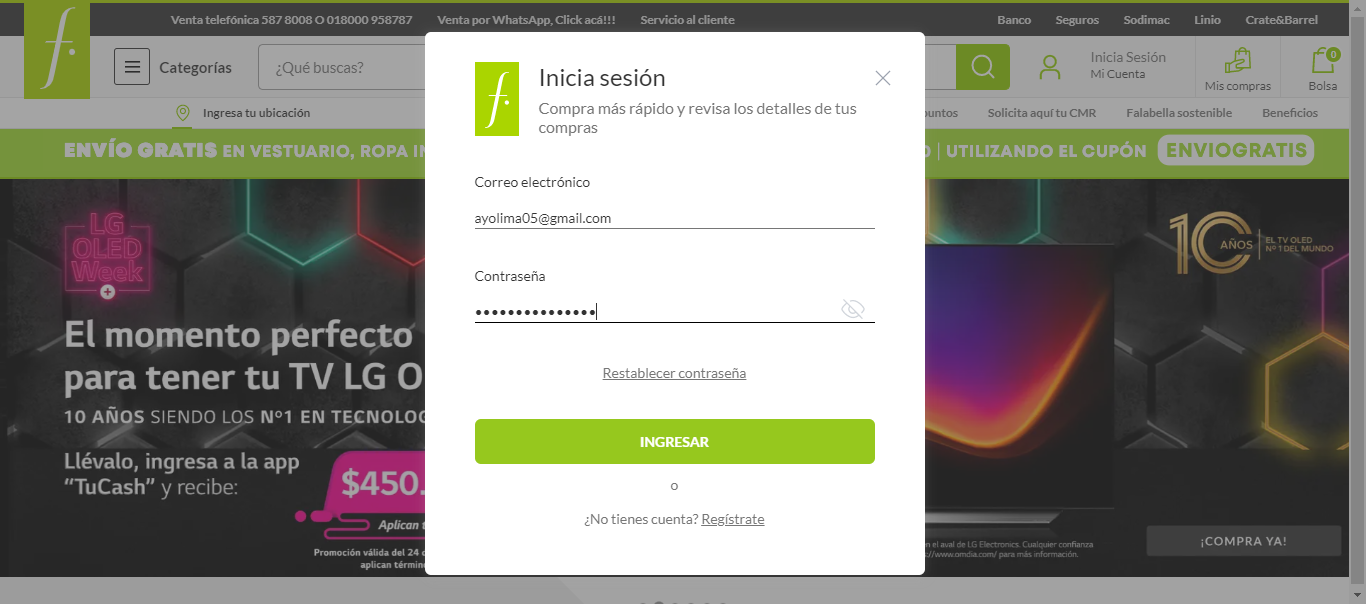 Venta telefónica 587 8008 O 018000 958787
Venta por WhatsApp, Click acá!!!
Servicio al cliente
Banco
Seguros
Sodimac
Linio
Crate&Barrel
f.
Categorías
¿Qué buscas?
Inicia Sesión
Mi Cuenta
Mis compras
0
Bolsa
Ingresa tu ubicación
Solicita aquí tu CMR
Falabella sostenible
Beneficios
ENVÍO GRATIS EN VESTUARIO, ROPA
| UTILIZANDO EL CUPÓN ENVIOGRATIS
f.
Inicia sesión
Compra más rápido y revisa los detalles de tus
compras
Correo electrónico
ayolima05@gmail.com
Contraseña
•••••••••••••••
Restablecer contraseña
INGRESAR
o
¿No tienes cuenta? Regístrate
LG
OLED
Week
+
El momento perfecto
para tener tu TV LG
10 AÑOS SIENDO LOS Nº1 EN
Llévalo, ingresa a la app
“TuCash” y recibe:
$450.
Aplican
Promoción válida del 24
aplican
10 AÑOS
EL TV OLED
Nº1 DEL MUNDO
el aval de LG Electronics. Cualquier confianza
//www.omdia.com/ para más información.
¡COMPRA YA!